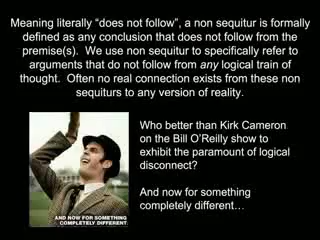 Meaning literally “does not follow”, a non sequitur is formally
defined as any conclusion that does not follow from the
premise(s).  We use non sequitur to specifically refer to
arguments that do not follow from any logical train of
thought.  Often no real connection exists from these non
sequiturs to any version of reality.
Who better than Kirk Cameron
on the Bill O’Reilly show to
exhibit the paramount of logical
disconnect?
And now for something
completely different…
AND NOW FOR SOMETHING
COMPLETELY DIFFERENT